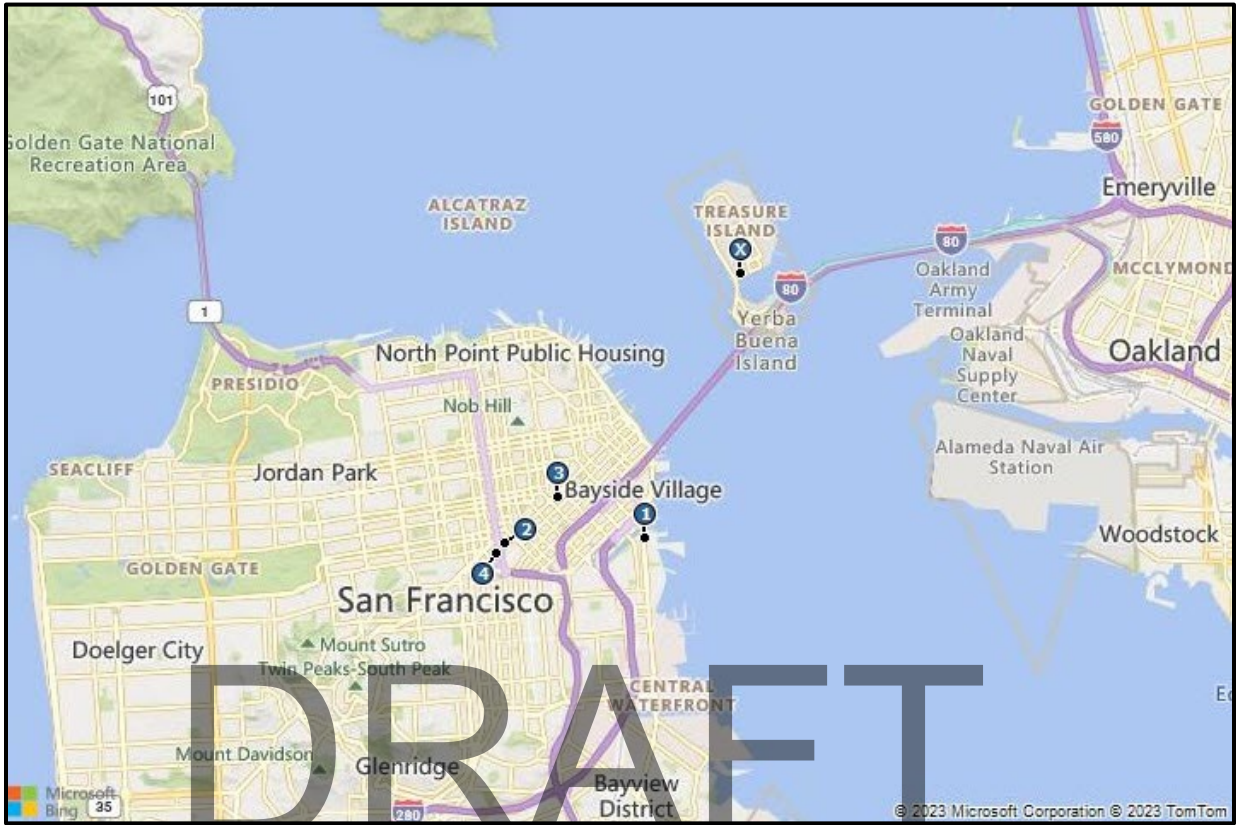 101
Golden Gate National
Recreation Area
ALCATRAZ
ISLAND
TREASURE
ISLAND
X
80
80
GOLDEN GATE
580
Emeryville
Oakland
Army
Terminal
MCCLYMOND
Oakland
Naval
Supply
Center
Oakland
1
Yerba
Buena
Island
North Point Public Housing
PRESIDIO
Nob Hill
SEACLIFF
Jordan Park
3
Bayside Village
1
2
4
Alameda Naval Air
Station
Woodstock
GOLDEN GATE
San Francisco
Doelger City
Mount Sutro
Twin Peaks-South Peak
CENTRAL
WATERFRONT
DRAFT
Mount Davidson
Glenridge
Bayview
District
280
Microsoft
Bing
35
© 2023 Microsoft Corporation © 2023 TomTom